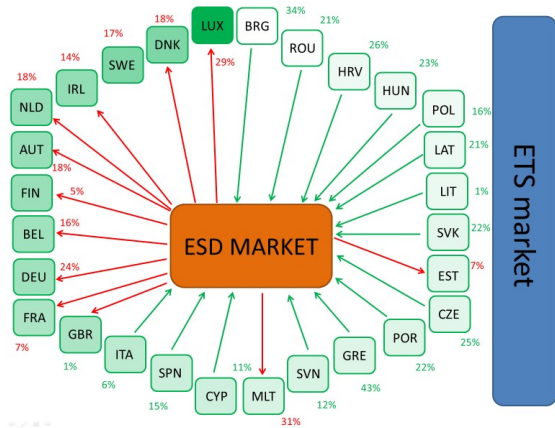 34%
18%
LUX
BRG
21%
17%
DNK
ROU
26%
14%
SWE
29%
HRV
23%
18%
IRL
HUN
NLD
POL
16%
AUT
LAT
21%
18%
FIN
5%
LIT
1%
BEL
16%
ESD MARKET
SVK
22%
DEU
24%
EST
7%
FRA
CZE
7%
GBR
POR
25%
1%
ITA
GRE
22%
6%
SPN
11%
SVN
43%
15%
CYP
MLT
12%
31%
ETS market